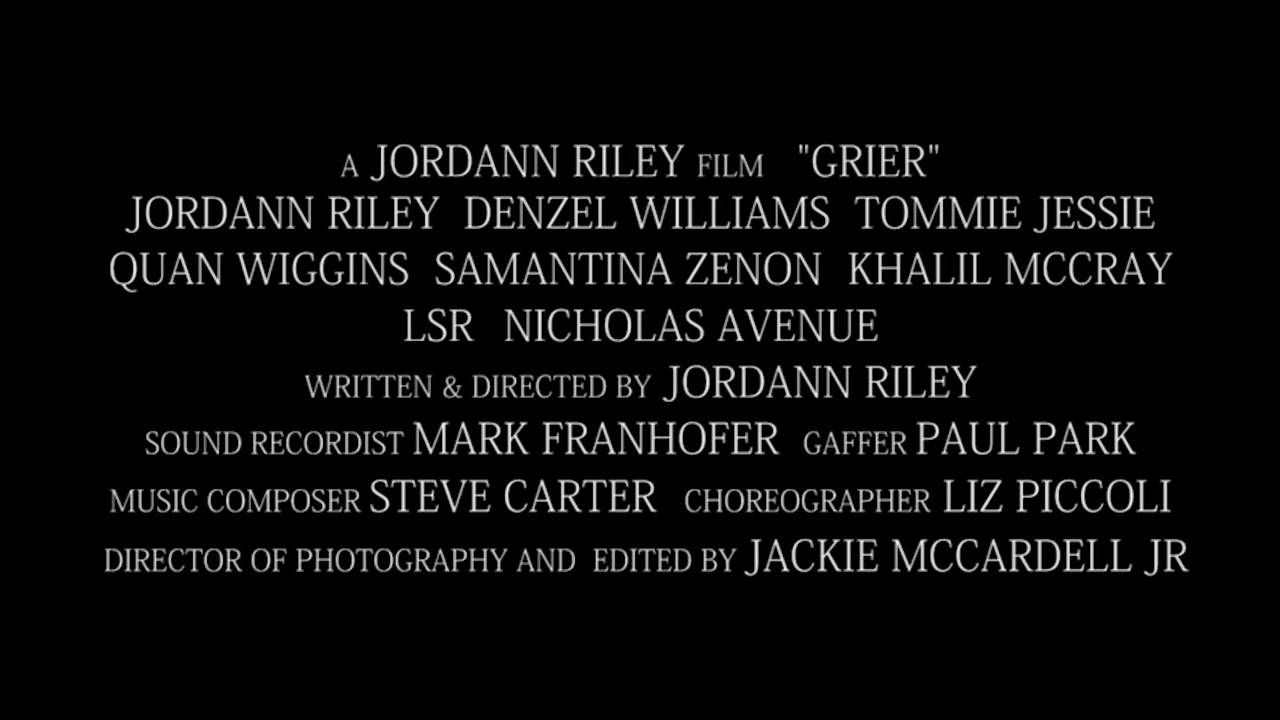 A JORDANN RILEY FILM "GRIER"
JORDANN RILEY DENZEL WILLIAMS TOMMIE JESSIE
QUAN WIGGINS SAMANTINA ZENON KHALIL MCCRAY
LSR NICHOLAS AVENUE
WRITTEN & DIRECTED BY JORDANN RILEY
SOUND RECORDIST MARK FRANHOFER GAFFER PAUL PARK
MUSIC COMPOSER STEVE CARTER CHOREOGRAPHER LIZ PICCOLI
DIRECTOR OF PHOTOGRAPHY AND EDITED BY JACKIE MCCARDELL JR